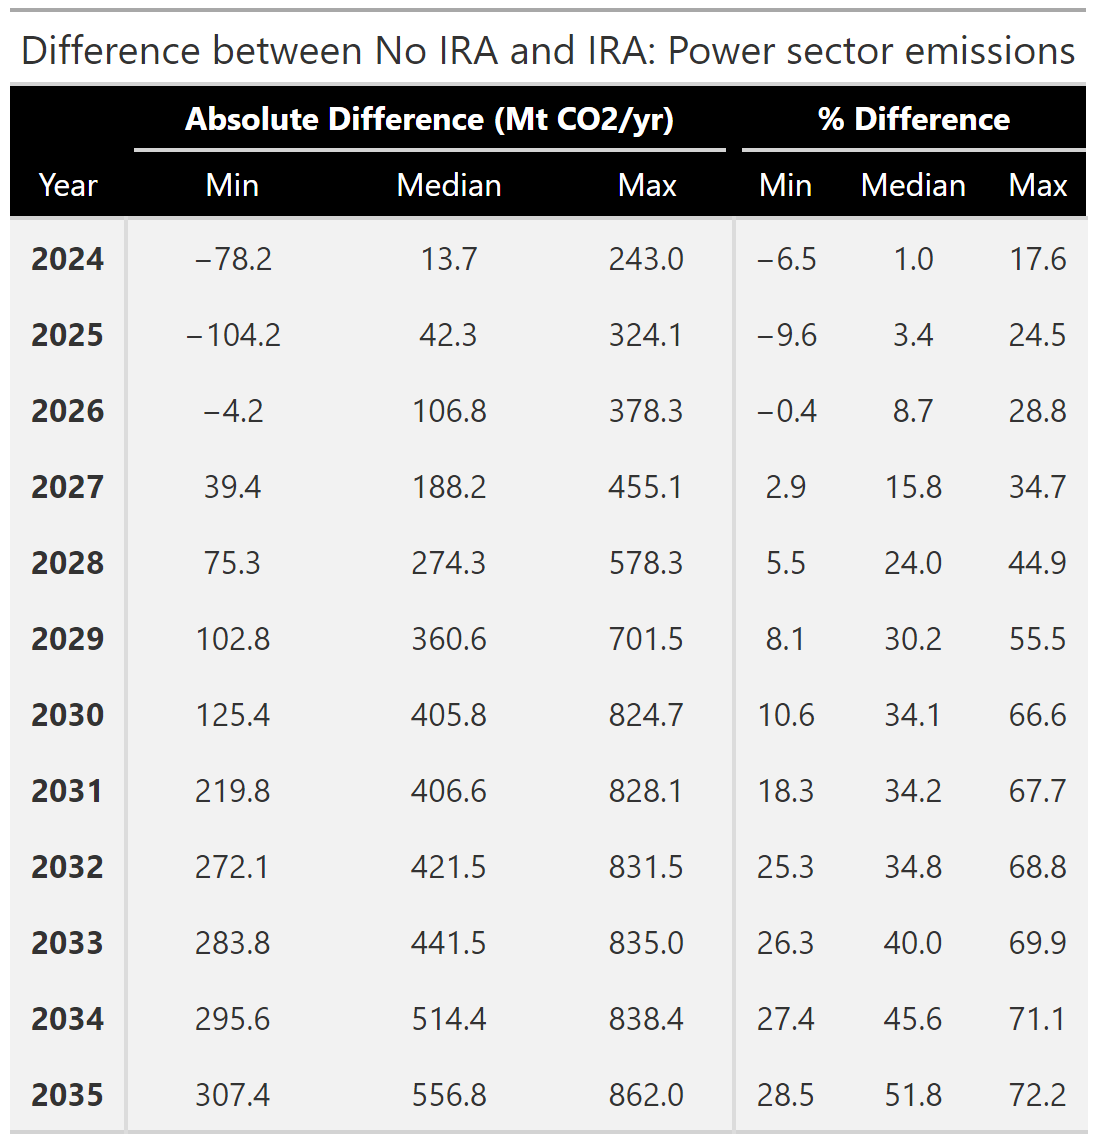 Difference between No IRA and IRA: Power sector emissions
Absolute Difference (Mt CO2/yr) % Difference
Year Min Median Max Min Median Max
2024 −78.2 13.7 243.0 −6.5 1.0 17.6
2025 −104.2 42.3 324.1 −9.6 3.4 24.5
2026 −4.2 106.8 378.3 −0.4 8.7 28.8
2027 39.4 188.2 455.1 2.9 15.8 34.7
2028 75.3 274.3 578.3 5.5 24.0 44.9
2029 102.8 360.6 701.5 8.1 30.2 55.5
2030 125.4 405.8 824.7 10.6 34.1 66.6
2031 219.8 406.6 828.1 18.3 34.2 67.7
2032 272.1 421.5 831.5 25.3 34.8 68.8
2033 283.8 441.5 835.0 26.3 40.0 69.9
2034 295.6 514.4 838.4 27.4 45.6 71.1
2035 307.4 556.8 862.0 28.5 51.8 72.2